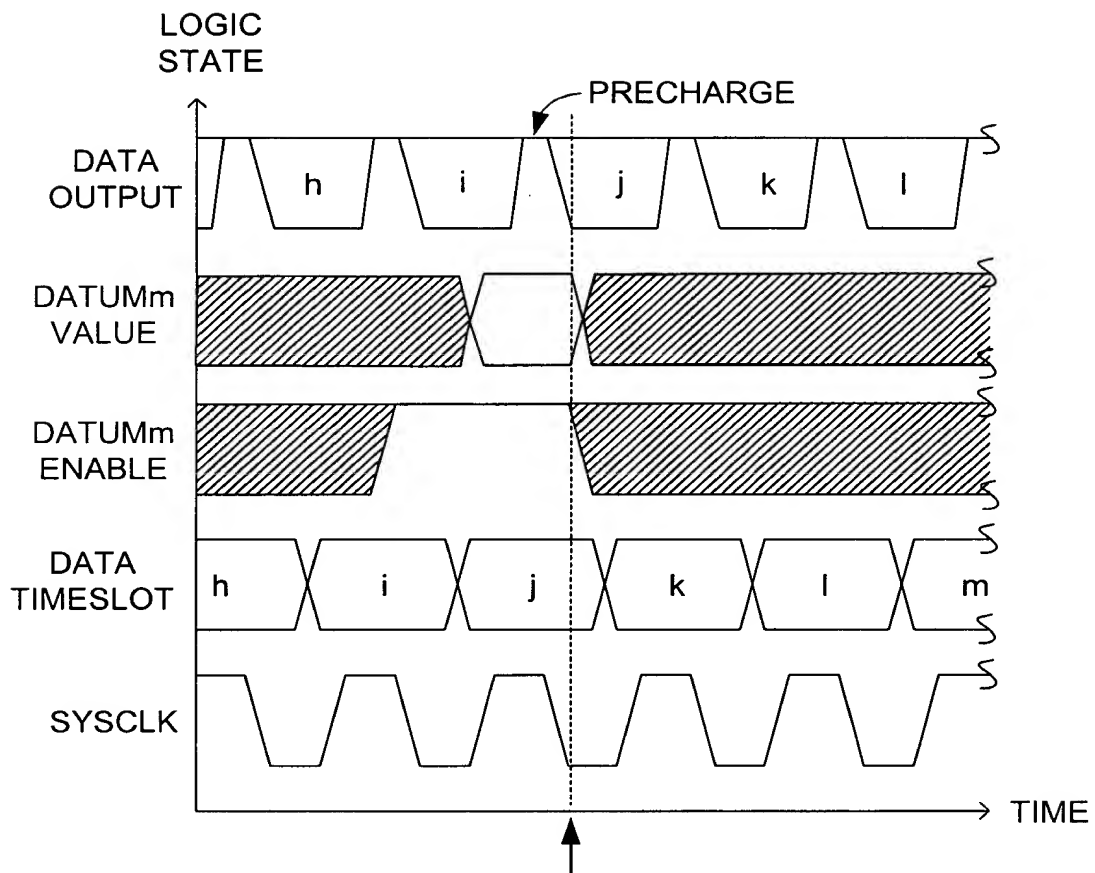 LOGIC
STATE
PRECHARGE
DATA
OUTPUT
h i j k l
DATUMm
VALUE
DATUMm
ENABLE
DATA
TIMESLOT
h i j k l m
SYSCLK
TIME